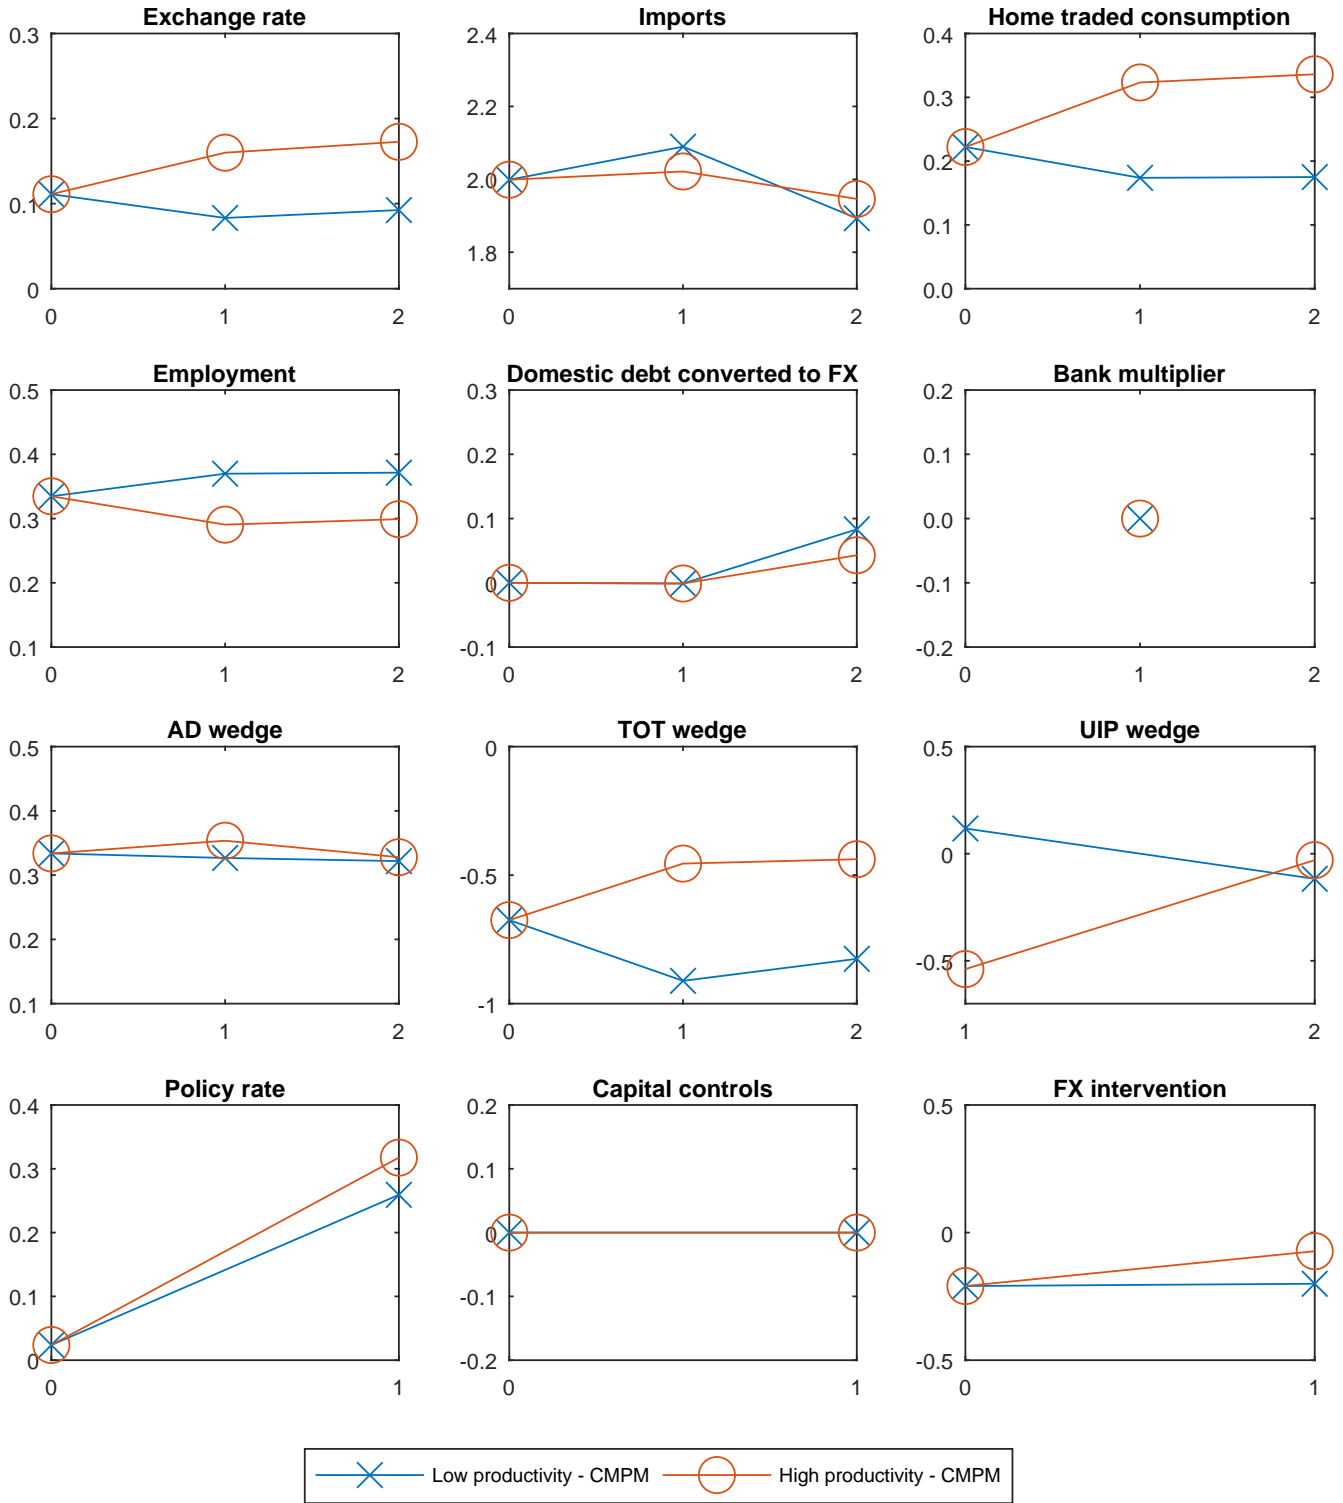 Exchange rate
0.3
0.2
0.1
0
0 1 2
Imports
2.4
2.2
2.0
1.8
0 1 2
Home traded consumption
0.4
0.3
0.2
0.1
0.0
0 1 2
Employment
0.5
0.4
0.3
0.2
0.1
0 1 2
Domestic debt converted to FX
0.3
0.2
0.1
0
-0.1
0 1 2
Bank multiplier
0.2
0.1
0.0
-0.1
-0.2
0 1 2
AD wedge
0.5
0.4
0.3
0.2
0.1
0 1 2
TOT wedge
0
-0.5
-1
0 1 2
UIP wedge
0.5
0
-0.5
1 2
Policy rate
0.4
0.3
0.2
0.1
0
0 1
Capital controls
0.2
0.1
0
-0.1
-0.2
0 1
FX intervention
0.5
0
-0.5
0 1
Low productivity - CMPM
High productivity - CMPM